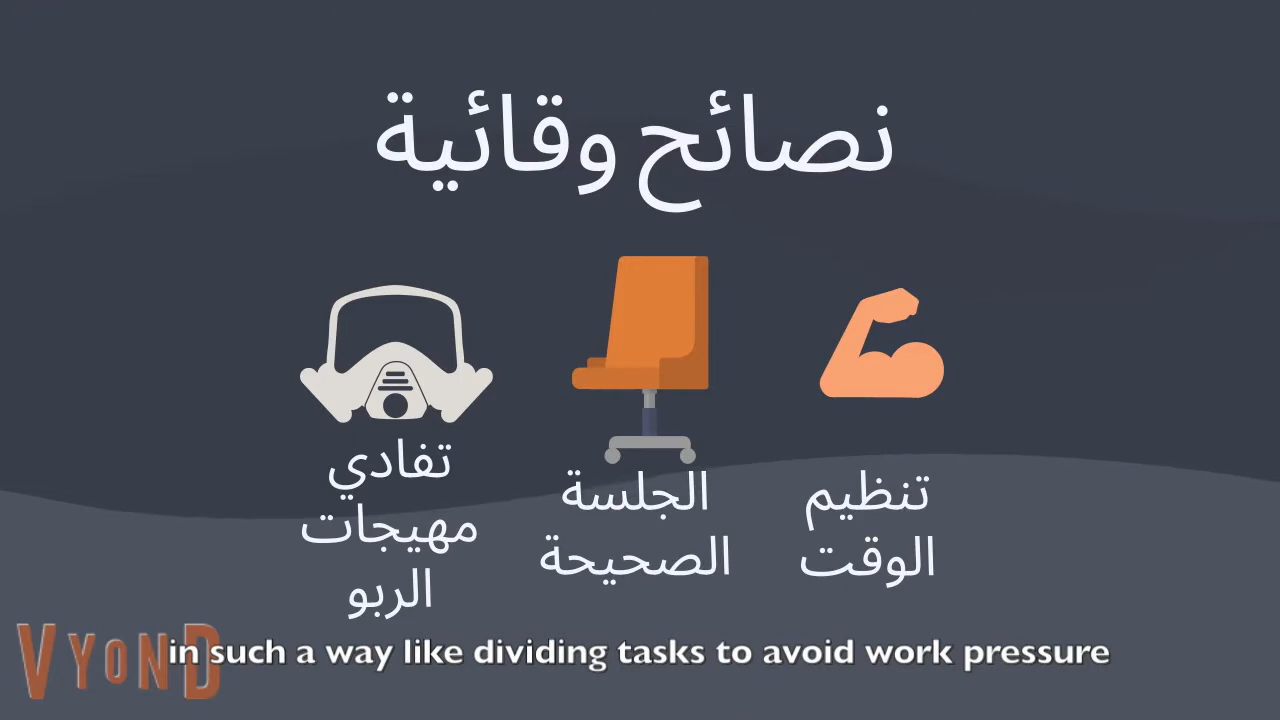 نصائح وقائية
تنظيم
الوقت
الجلسة
الصحيحة
تفادي
مهيجات
الربو
VYOND
in such a way like dividing tasks to avoid work pressure